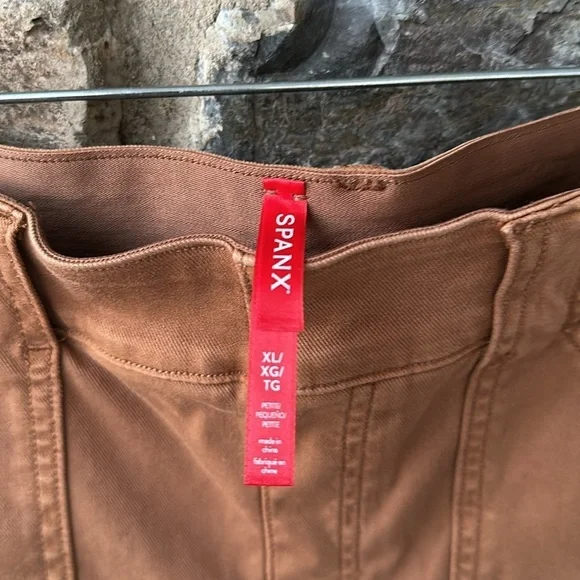 SPANX®
XL/
XG/
TG
PETITE/
PEQUEÑO/
PETITE
made in
china
fabriqué en
chine